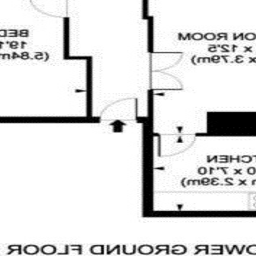 BED
19'1
(5.84m
ON ROOM
x 12'5
x 3.79m)
TCHEN
0 x 7'10
n x 2.39m)
OWER GROUND FLOOR